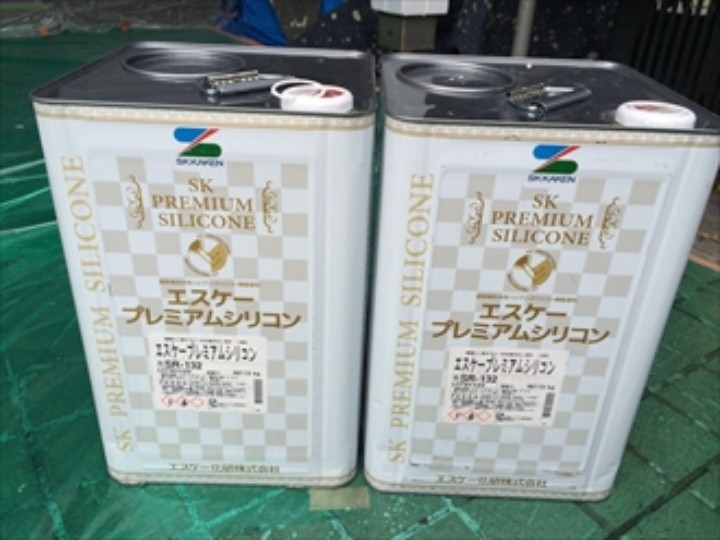 SK KAKEN
SK
PREMIUM
SILICONE
SK PREMIUM SILICONE
エスケー
プレミアムシリコン
エスケープレミアムシリコン
SR-132
エスケー化研株式会社
SK KAKEN
SK
PREMIUM
SILICONE
SK PREMIUM SILICONE
エスケー
プレミアムシリコン
エスケープレミアムシリコン
SR-132
エスケー化研株式会社